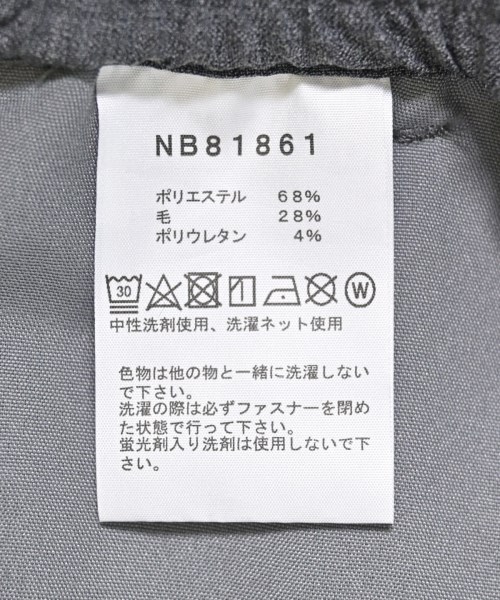 NB81861
ポリエステル 68%
毛 28%
ポリウレタン 4%
30 W
中性洗剤使用、洗濯ネット使用
色物は他の物と一緒に洗濯しない
で下さい。
洗濯の際は必ずファスナーを閉め
た状態で行って下さい。
蛍光剤入り洗剤は使用しないで下
さい。